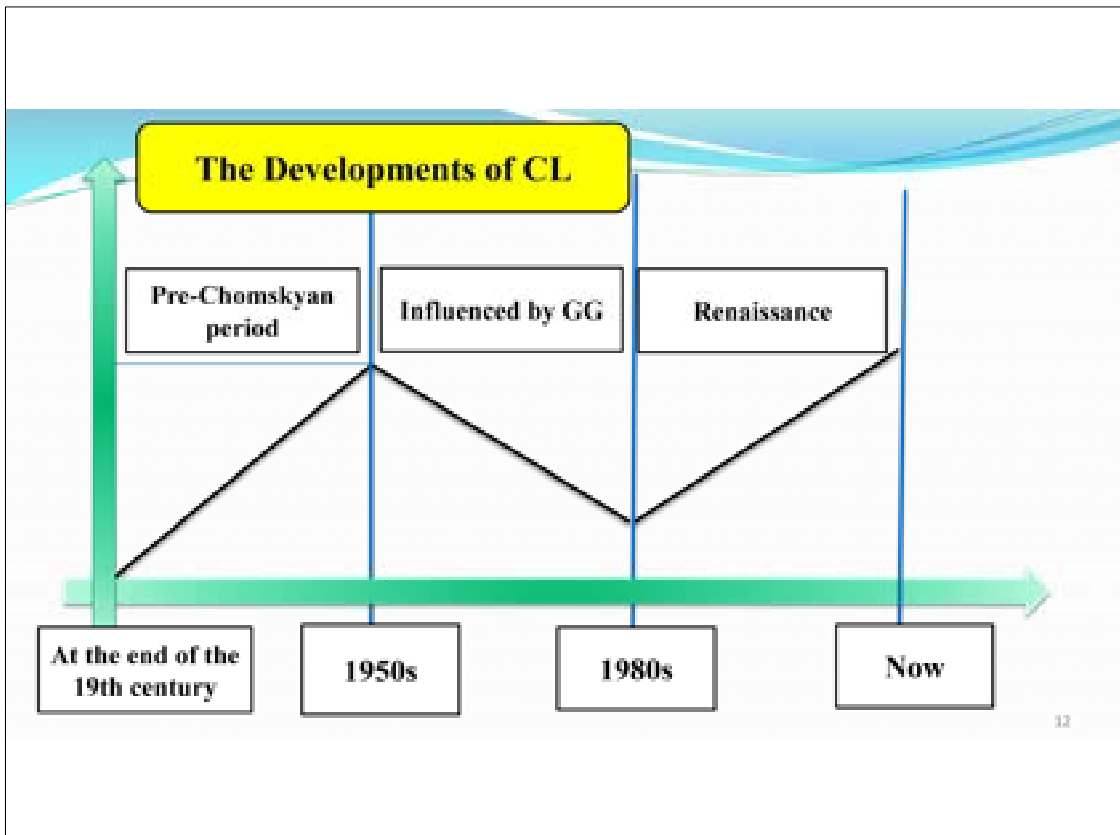 The Developments of CL
Pre-Chomskyan
period
Influenced by GG
Renaissance
At the end of the
19th century
1950s
1980s
Now
12